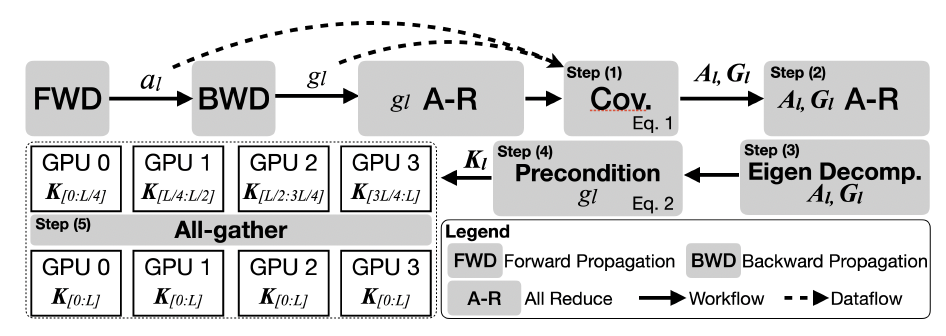 FWD
a_l
BWD
g_l
g_l A-R
Step (1)
Cov.
Eq. 1
A_l, G_l
Step (2)
A_l, G_l A-R
Step (3)
Eigen Decomp.
A_l, G_l
Step (4)
Precondition
g_l
Eq. 2
K_l
GPU 0 GPU 1 GPU 2 GPU 3
K_[0:L/4] K_[L/4:L/2] K_[L/2:3L/4] K_[3L/4:L]
Step (5) All-gather
GPU 0 GPU 1 GPU 2 GPU 3
K_[0:L] K_[0:L] K_[0:L] K_[0:L]
Legend
FWD Forward Propagation BWD Backward Propagation
A-R All Reduce Workflow Dataflow